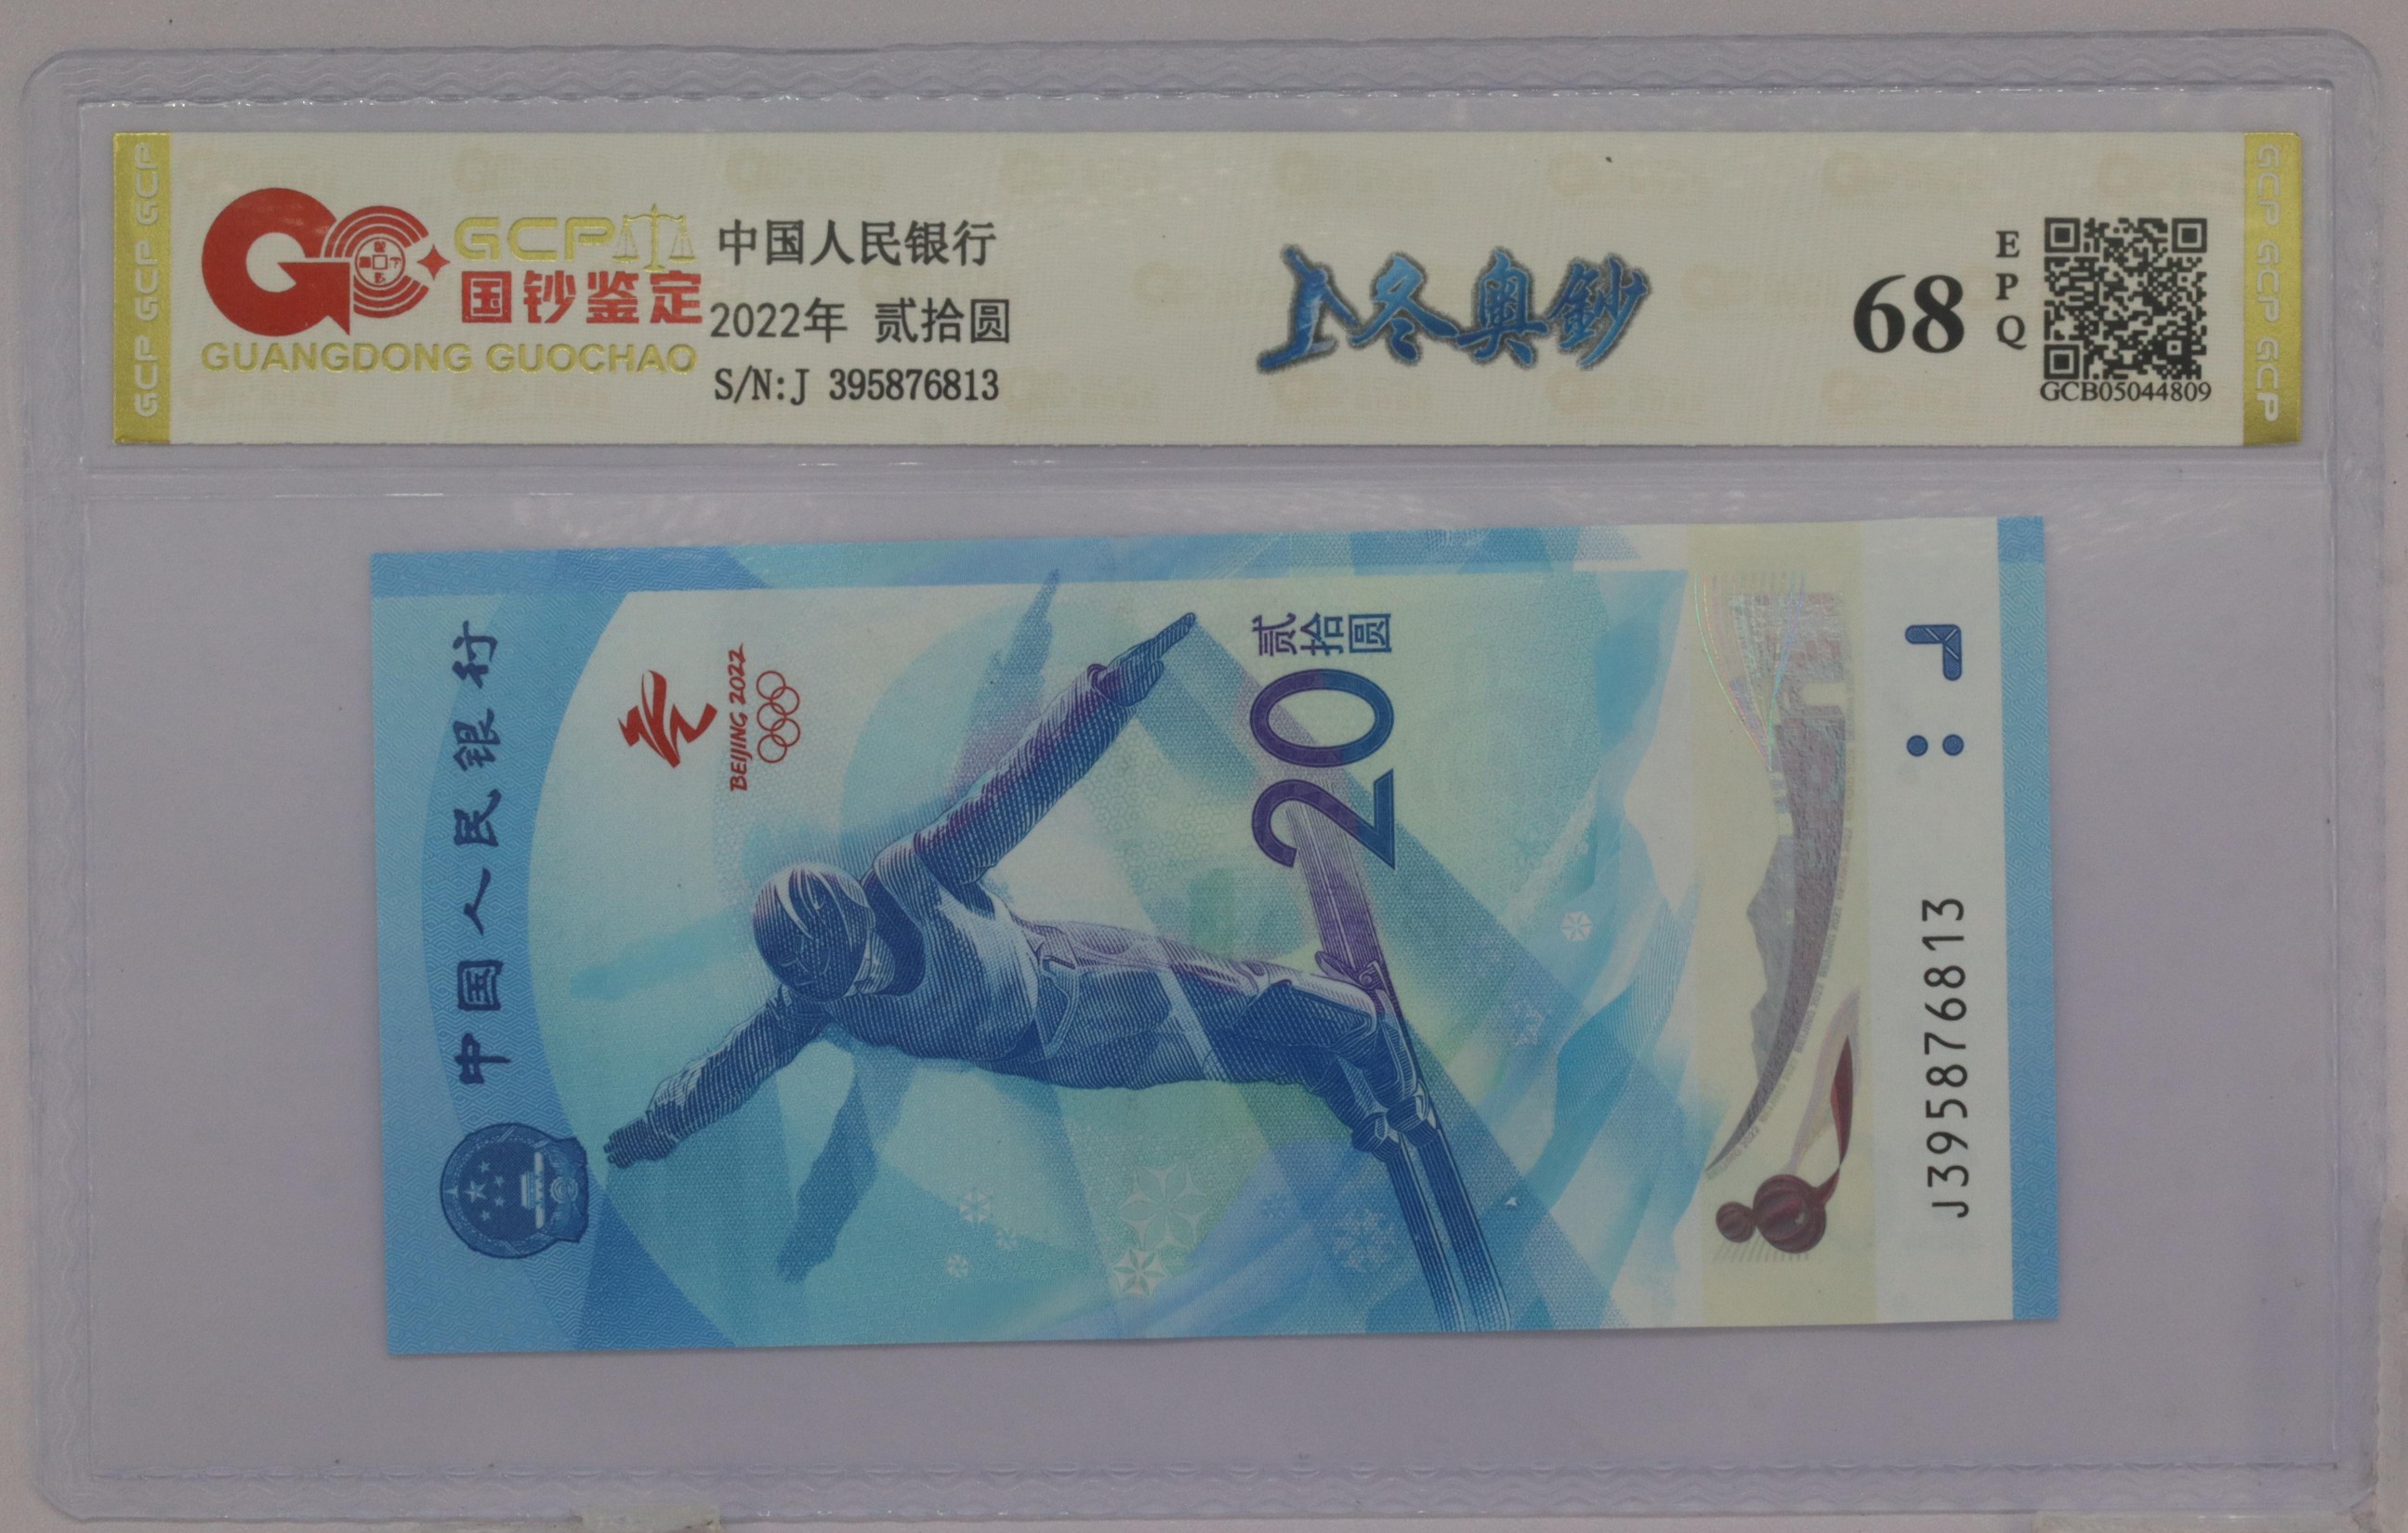 GCP GCP GCP
GCP
国钞鉴定
GUANGDONG GUOCHAO
中国人民银行
2022年 贰拾圆
S/N:J 395876813
冬奥鈔
68
EPQ
GCB05044809
GCP GCP GCP GCP
中国人民银行
BEIJING 2022
贰拾圆
20
J395876813